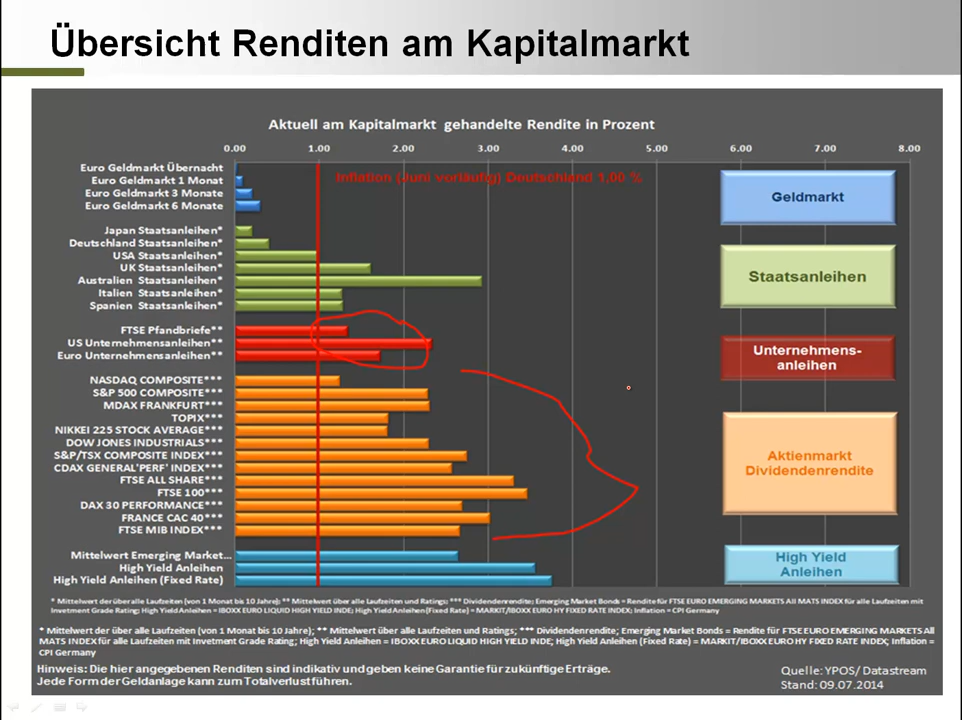 Übersicht Renditen am Kapitalmarkt
Aktuell am Kapitalmarkt gehandelte Rendite in Prozent
0.00 1.00 2.00 3.00 4.00 5.00 6.00 7.00 8.00
Inflation (Juni vorläufig) Deutschland 1,00 %
Euro Geldmarkt Übernacht
Euro Geldmarkt 1 Monat
Euro Geldmarkt 3 Monate
Euro Geldmarkt 6 Monate
Geldmarkt
Japan Staatsanleihen*
Deutschland Staatsanleihen*
USA Staatsanleihen*
UK Staatsanleihen*
Australien Staatsanleihen*
Italien Staatsanleihen*
Spanien Staatsanleihen*
Staatsanleihen
FTSE Pfandbriefe**
US Unternehmensanleihen**
Euro Unternehmensanleihen**
Unternehmens-
anleihen
NASDAQ COMPOSITE***
S&P 500 COMPOSITE***
MDAX FRANKFURT***
TOPIX***
NIKKEI 225 STOCK AVERAGE***
DOW JONES INDUSTRIALS***
S&P/TSX COMPOSITE INDEX***
CDAX GENERAL'PERF' INDEX***
FTSE ALL SHARE***
FTSE 100***
DAX 30 PERFORMANCE***
FRANCE CAC 40***
FTSE MIB INDEX***
Aktienmarkt
Dividendenrendite
Mittelwert Emerging Market...
High Yield Anleihen
High Yield Anleihen (Fixed Rate)
High Yield
Anleihen
* Mittelwert der über alle Laufzeiten (von 1 Monat bis 10 Jahre); ** Mittelwert über alle Laufzeiten und Ratings; *** Dividendenrendite; Emerging Market Bonds = Rendite für FTSE EURO EMERGING MARKETS All MATS INDEX für alle Laufzeiten mit
Invetment Grade Rating; High Yield Anleihen = IBOXX EURO LIQUID HIGH YIELD INDE; High Yield Anleihen (Fixed Rate) = MARKIT/IBOXX EURO HY FIXED RATE INDEX; Inflation = CPI Germany
* Mittelwert der über alle Laufzeiten (von 1 Monat bis 10 Jahre); ** Mittelwert über alle Laufzeiten und Ratings; *** Dividendenrendite; Emerging Market Bonds = Rendite für FTSE EURO EMERGING MARKETS All
MATS INDEX für alle Laufzeiten mit Invetment Grade Rating; High Yield Anleihen = IBOXX EURO LIQUID HIGH YIELD INDE; High Yield Anleihen (Fixed Rate) = MARKIT/IBOXX EURO HY FIXED RATE INDEX; Inflation =
CPI Germany
Hinweis: Die hier angegebenen Renditen sind indikativ und geben keine Garantie für zukünftige Erträge.
Jede Form der Geldanlage kann zum Totalverlust führen.
Quelle: YPOS/ Datastream
Stand: 09.07.2014